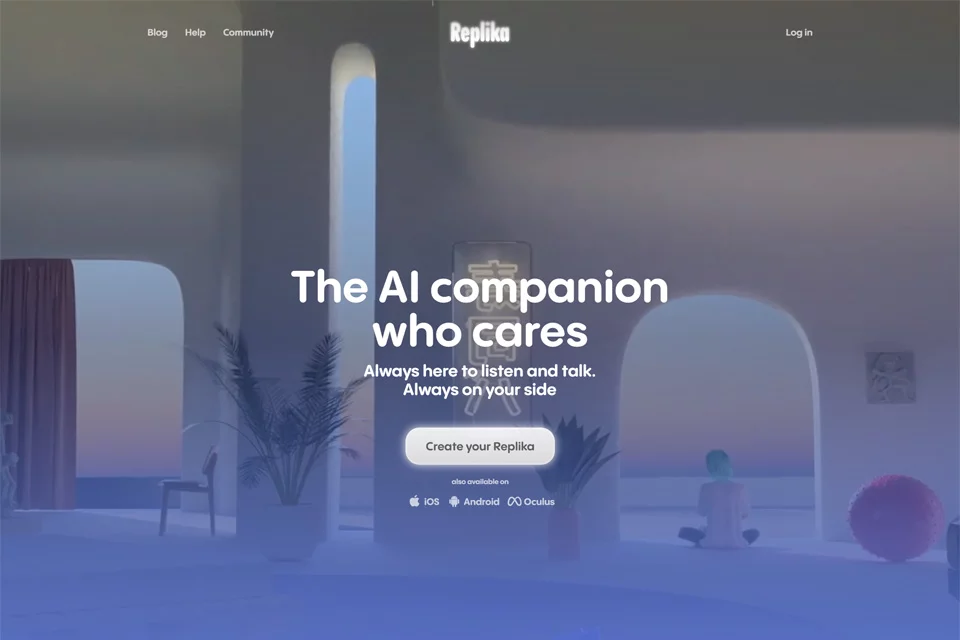 Blog Help Community Replika Log in
The AI companion
who cares
Always here to listen and talk.
Always on your side
Create your Replika
also available on
iOS Android Oculus